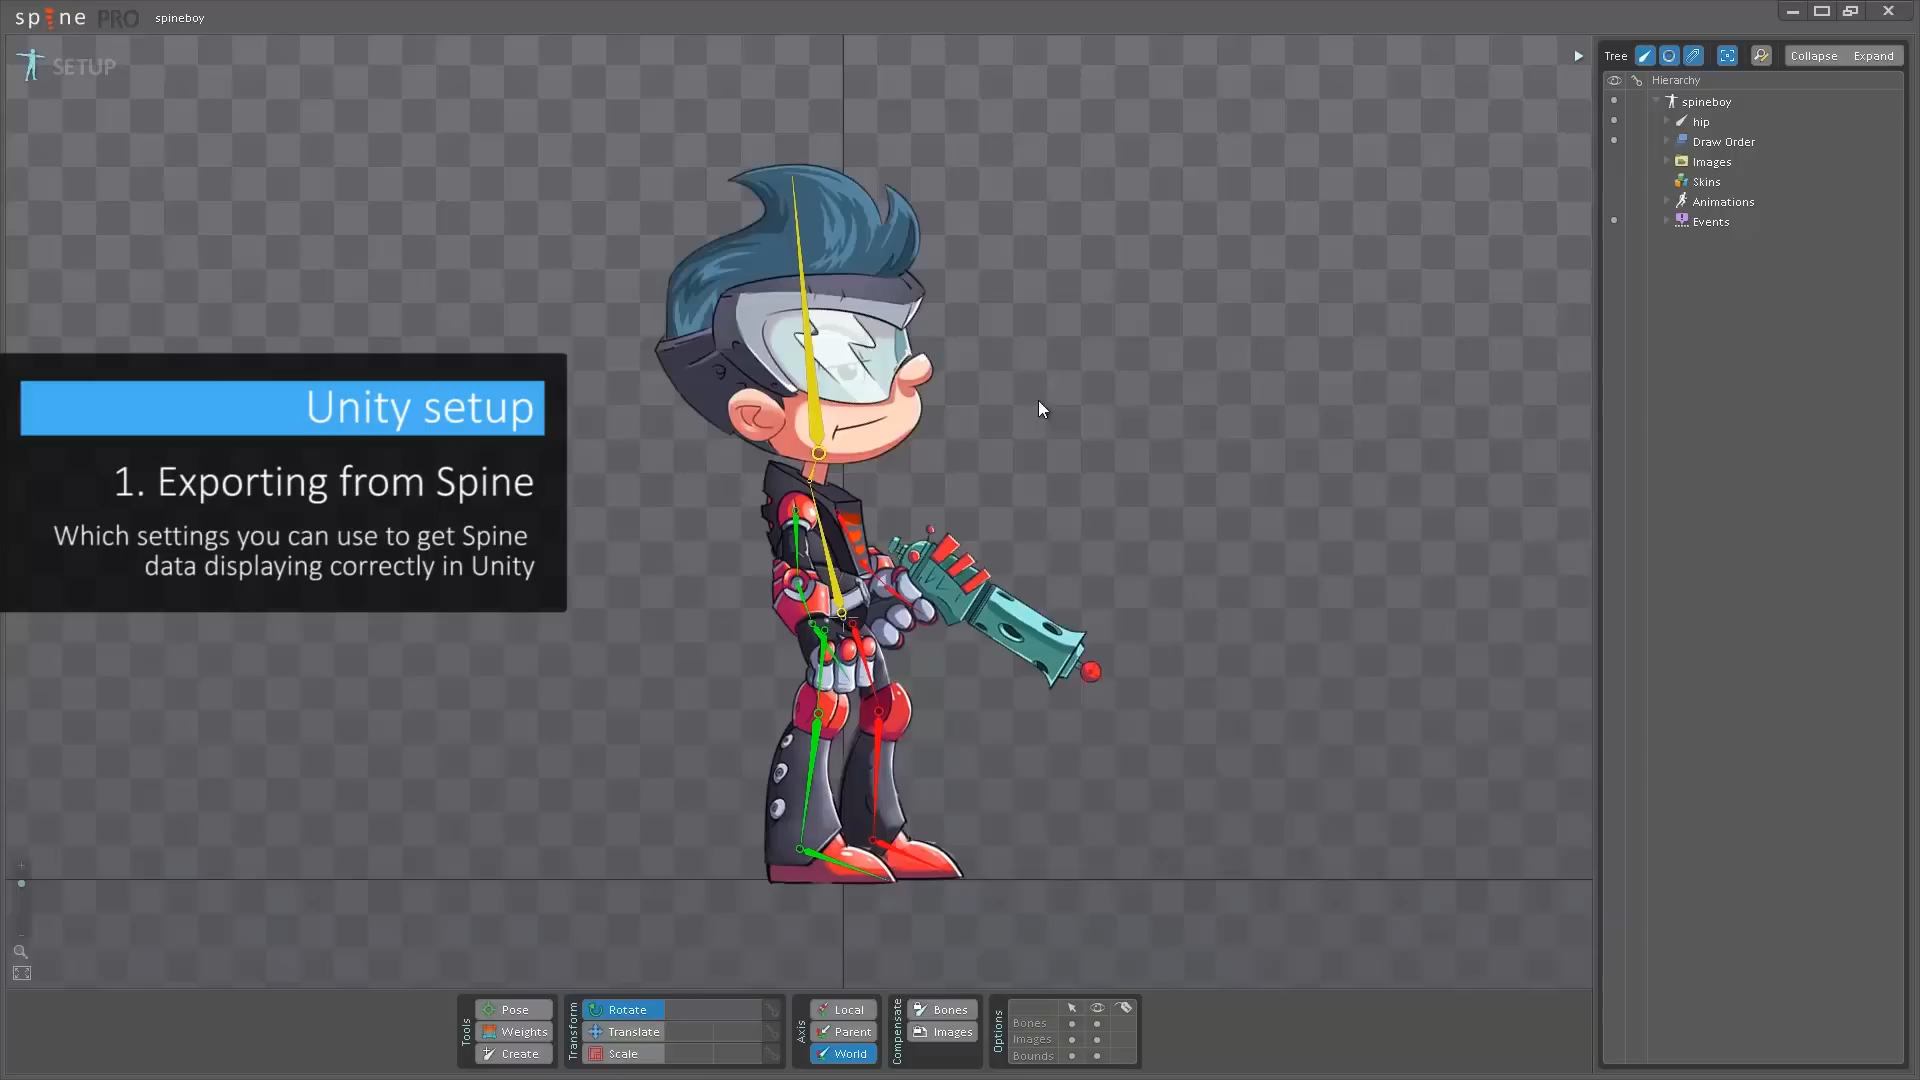 spine PRO
spineboy
SETUP
Tree
Collapse
Expand
Hierarchy
spineboy
hip
Draw Order
Images
Skins
Animations
Events
Unity setup
1. Exporting from Spine
Which settings you can use to get Spine
data displaying correctly in Unity
Tools
Pose
Weights
Create
Transform
Rotate
Translate
Scale
Axis
Local
Parent
World
Compensate
Bones
Images
Options
Bones
Images
Bounds